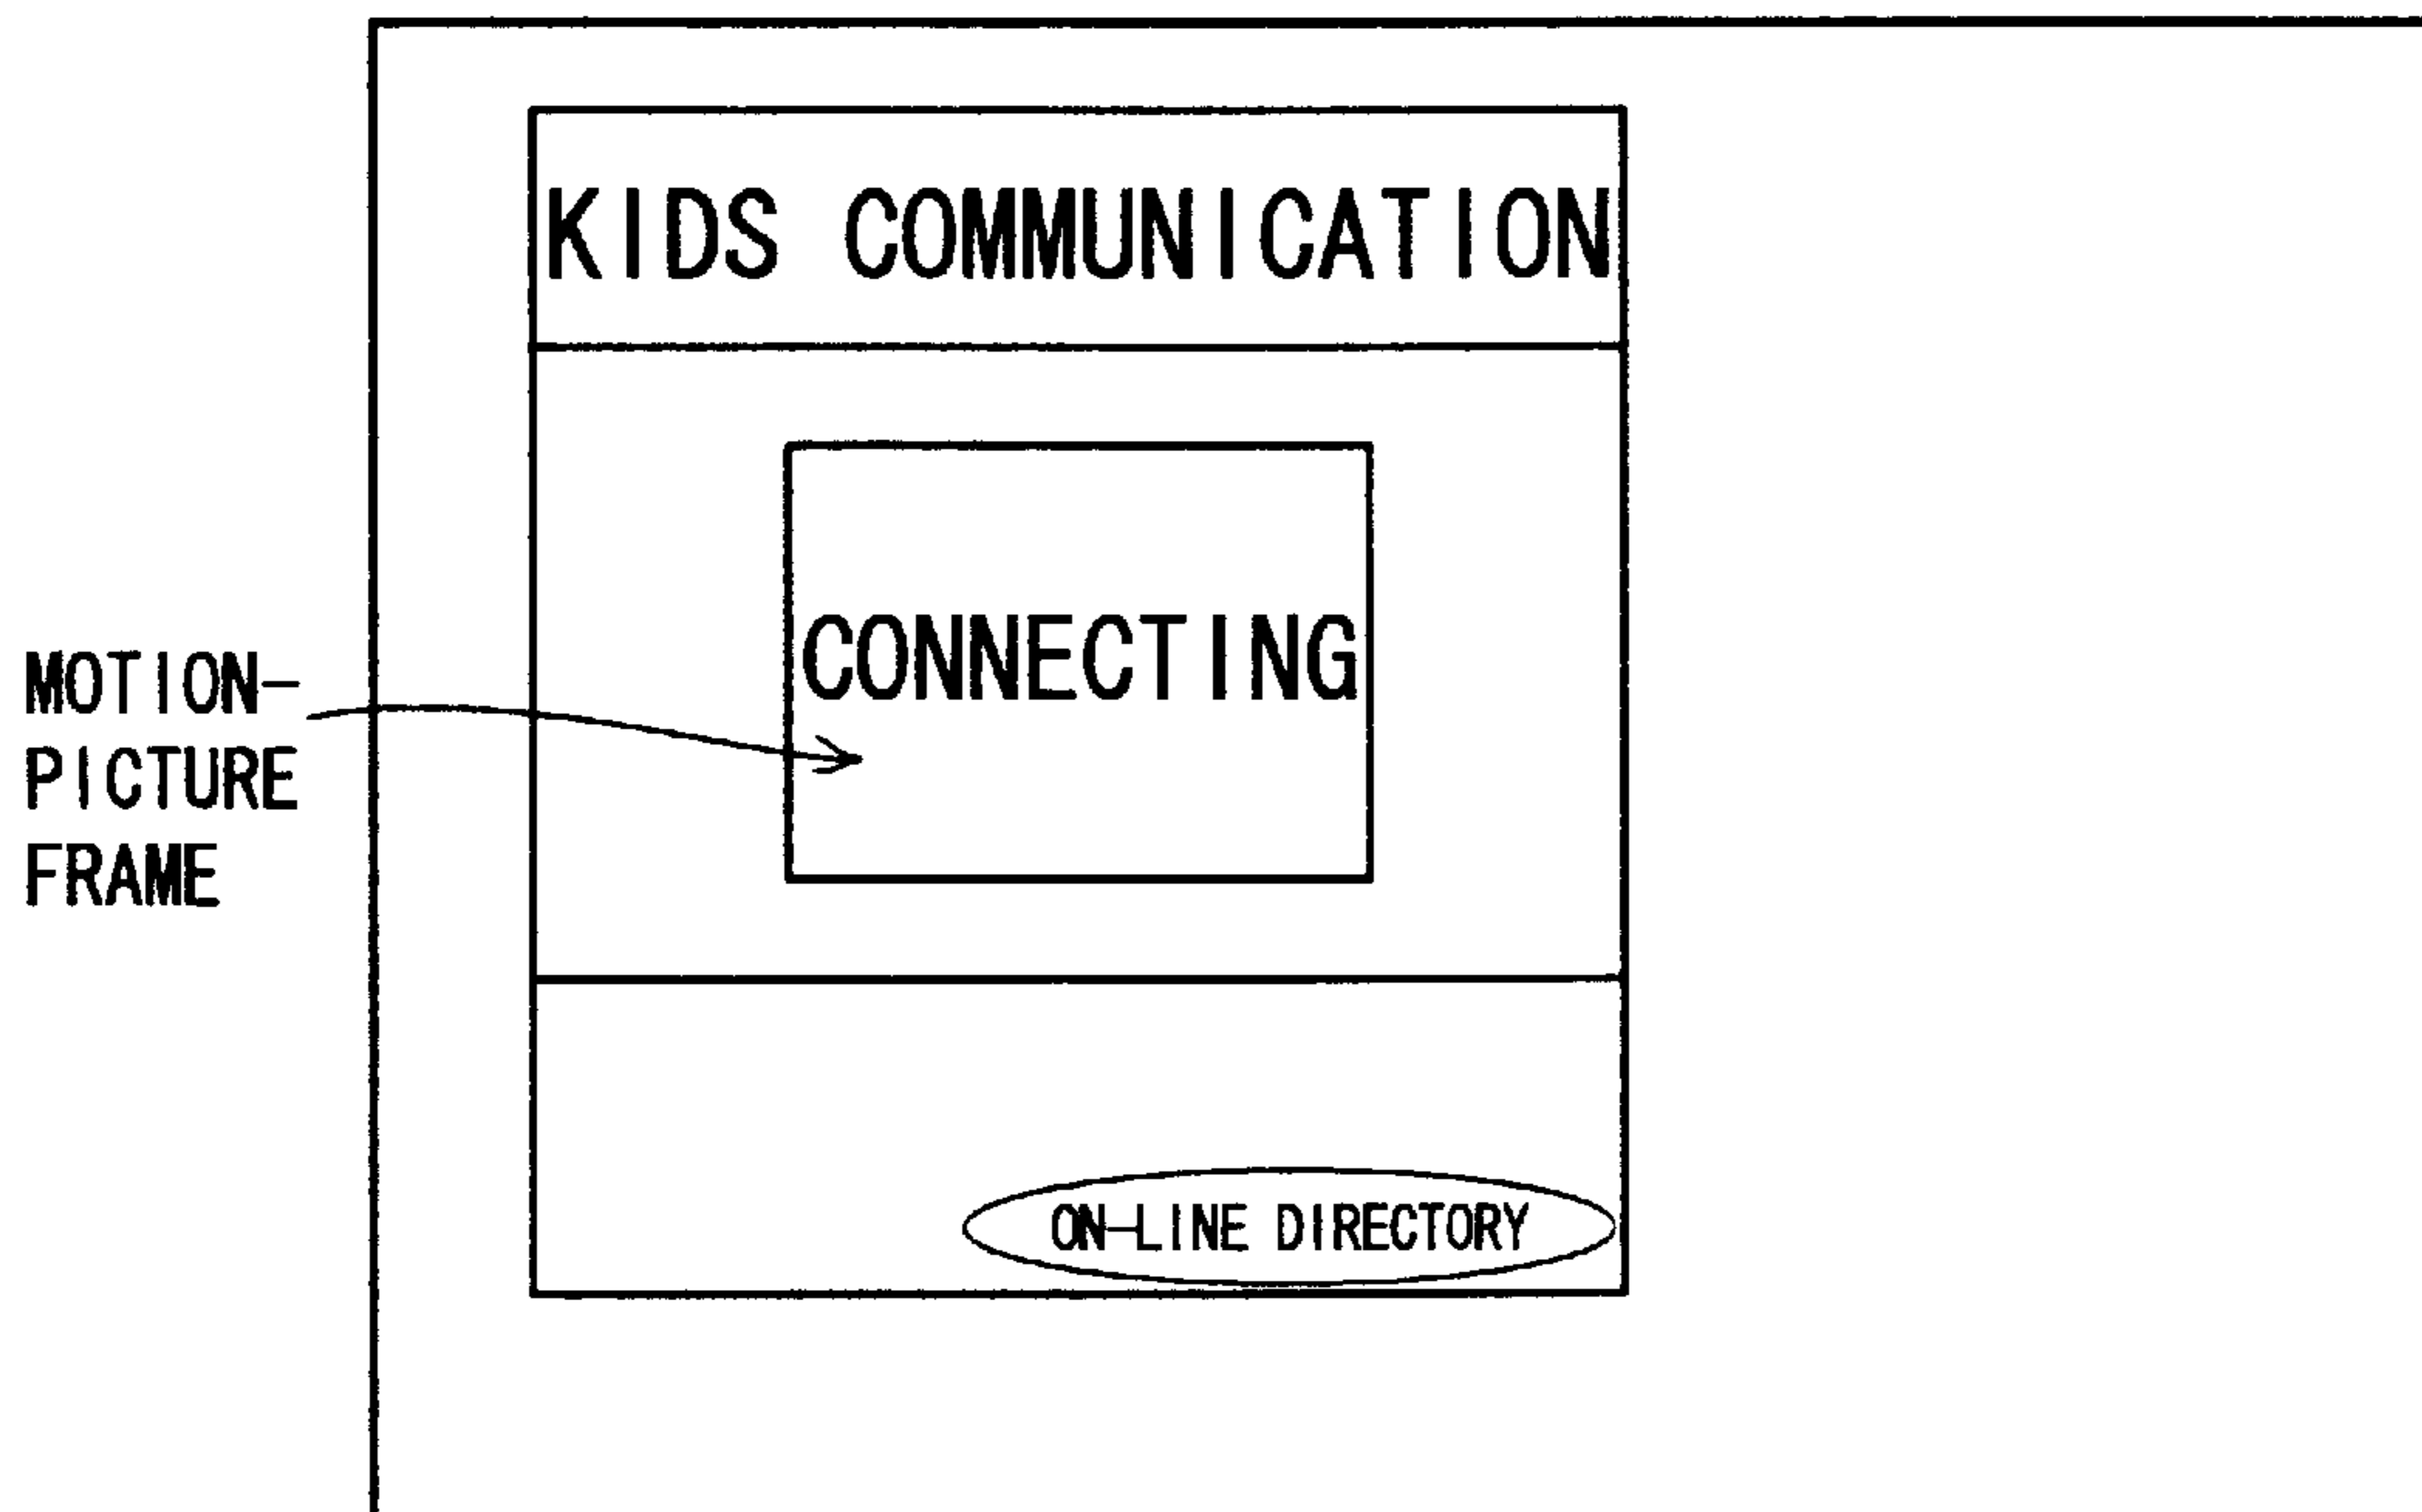 KIDS COMMUNICATION
CONNECTING
MOTION-
PICTURE
FRAME
ON-LINE DIRECTORY